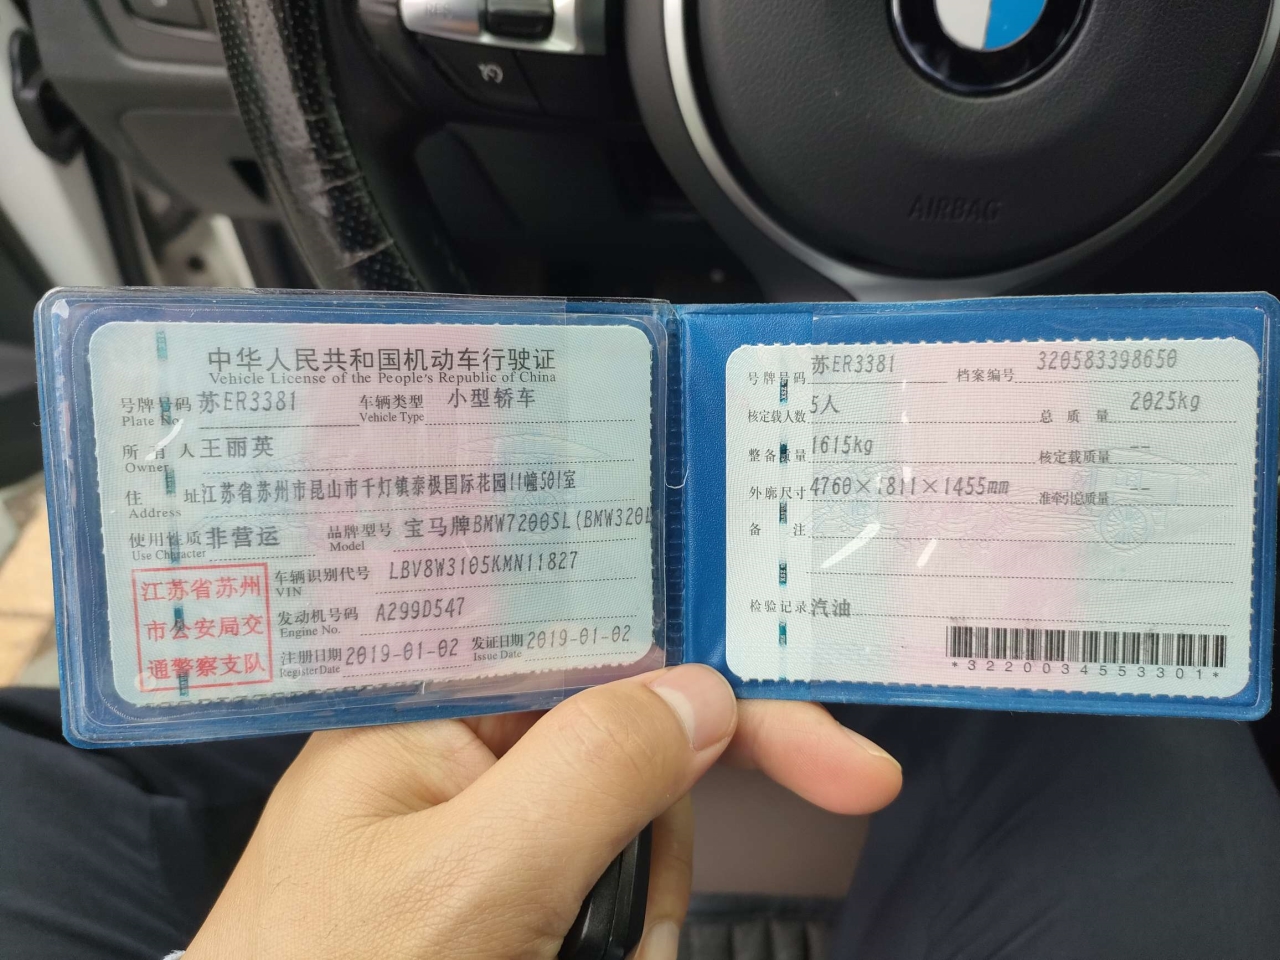 RES
AIRBAG
中华人民共和国机动车行驶证
Vehicle License of the People's Republic of China
号牌号码 苏ER3381 车辆类型 小型轿车
Plate No. Vehicle Type
所有人 王丽英
Owner
住址 江苏省苏州市昆山市千灯镇泰极国际花园11幢501室
Address
使用性质 非营运 品牌型号 宝马牌BMW7200SL(BMW320L
Use Character Model
江苏省苏州
市公安局交
通警察支队
车辆识别代号 LBV8W3105KMN11827
VIN
发动机号码 A299D547
Engine No.
注册日期 2019-01-02 发证日期 2019-01-02
Register Date Issue Date
号牌号码 苏ER3381 档案编号 320583398650
核定载人数 5人 总质量 2025kg
整备质量 1615kg 核定载质量 --
外廓尺寸 4760×1811×1455mm 准牵引总质量 --
备注
检验记录 汽油
*3220034553301*